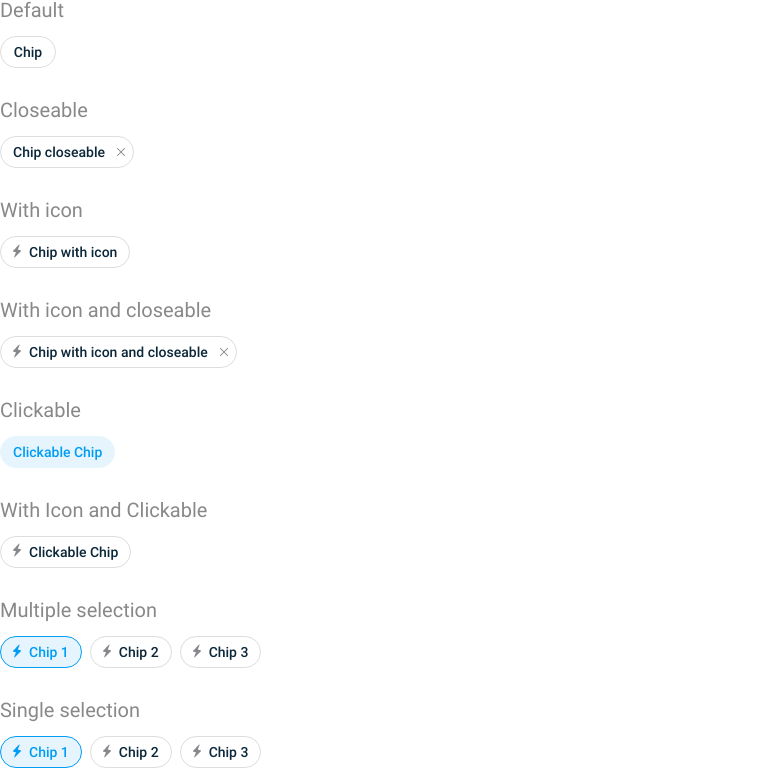 Default
Chip
Closeable
Chip closeable
With icon
Chip with icon
With icon and closeable
Chip with icon and closeable
Clickable
Clickable Chip
With Icon and Clickable
Clickable Chip
Multiple selection
Chip 1 Chip 2 Chip 3
Single selection
Chip 1 Chip 2 Chip 3